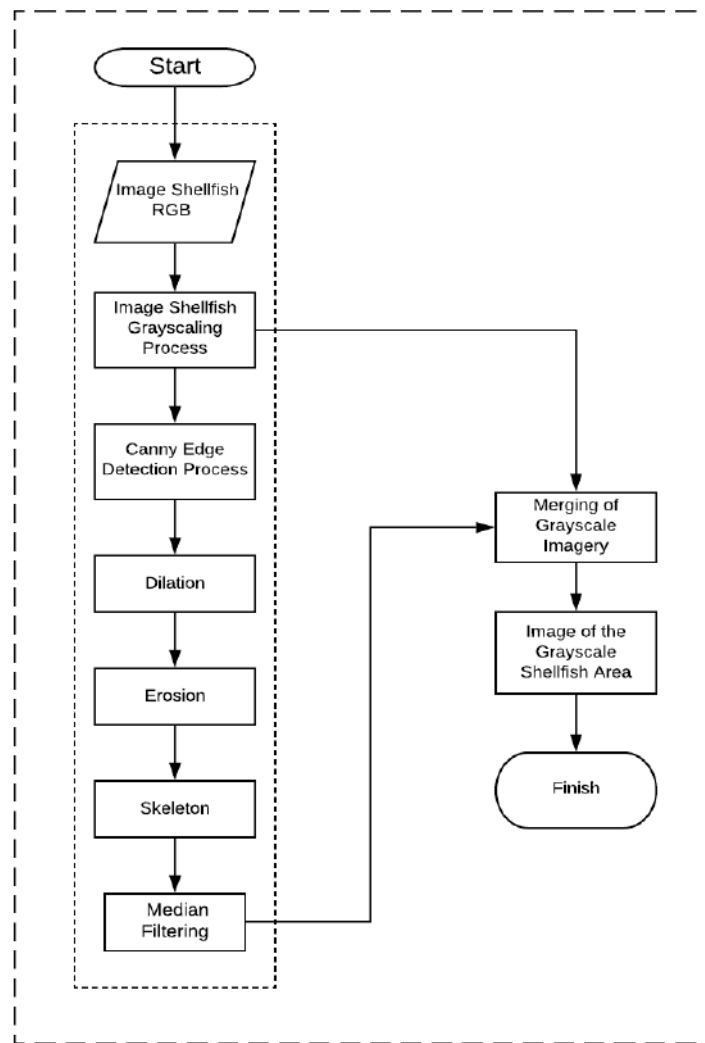 Start
Image Shellfish
RGB
Image Shellfish
Grayscaling
Process
Canny Edge
Detection Process
Dilation
Erosion
Skeleton
Median
Filtering
Merging of
Grayscale
Imagery
Image of the
Grayscale
Shellfish Area
Finish